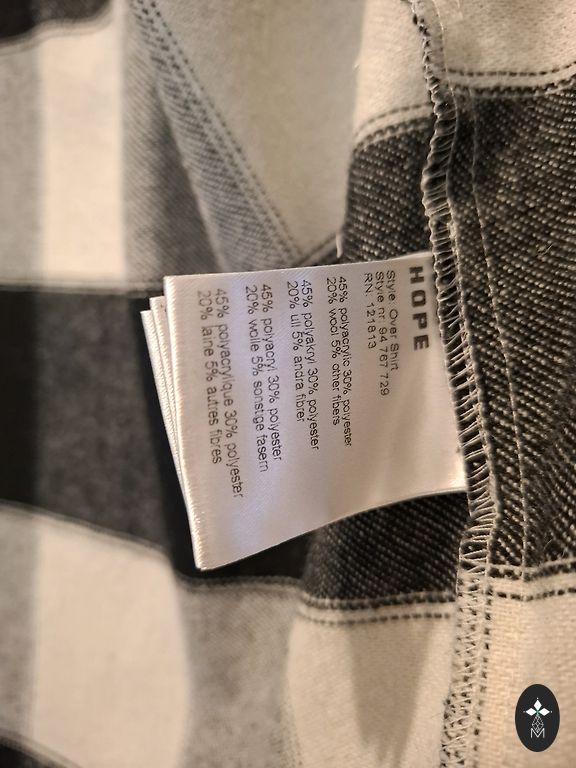 HOPE
Style: Over Shirt
Style nr: 94 767 729
RN: 121813
45% polyacrylic 30% polyester
20% wool 5% other fibers
45% polyakryl 30% polyester
20% ull 5% andra fibrer
45% polyacryl 30% polyester
20% wolle 5% sonstige fasern
45% polyacrylique 30% polyester
20% laine 5% autres fibres
M